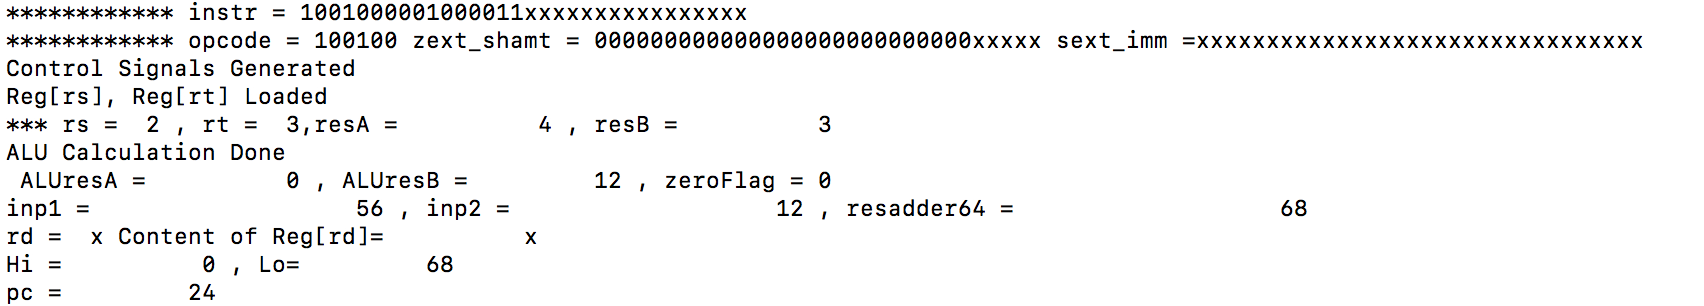 ************ instr = 1001000001000011xxxxxxxxxxxxxxxx
************ opcode = 100100 zext_shamt = 000000000000000000000000000xxxxx sext_imm =xxxxxxxxxxxxxxxxxxxxxxxxxxxxxxxx
Control Signals Generated
Reg[rs], Reg[rt] Loaded
*** rs =  2 , rt =  3,resA =          4 , resB =          3
ALU Calculation Done
 ALUresA =          0 , ALUresB =         12 , zeroFlag = 0
inp1 =                   56 , inp2 =                   12 , resadder64 =                   68
rd =  x Content of Reg[rd]=          x
Hi =          0 , Lo=         68
pc =         24